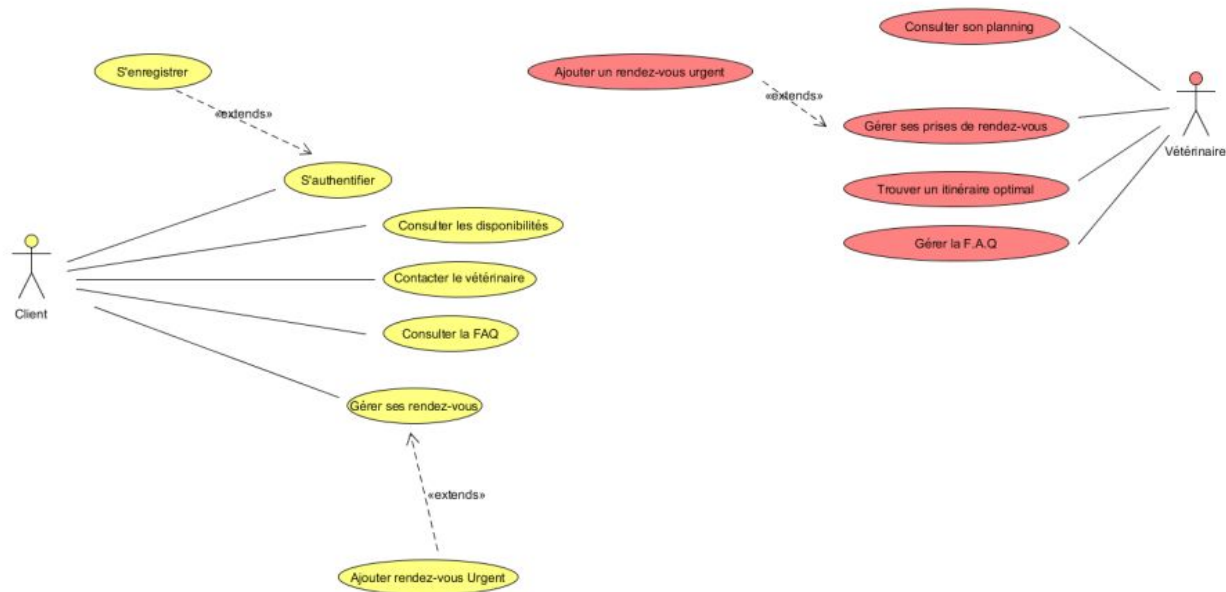 Consulter son planning
S'enregistrer
Ajouter un rendez-vous urgent
«extends»
«extends»
Gérer ses prises de rendez-vous
Vétérinaire
S'authentifier
Trouver un itinéraire optimal
Consulter les disponibilités
Gérer la F.A.Q
Contacter le vétérinaire
Client
Consulter la FAQ
Gérer ses rendez-vous
«extends»
Ajouter rendez-vous Urgent